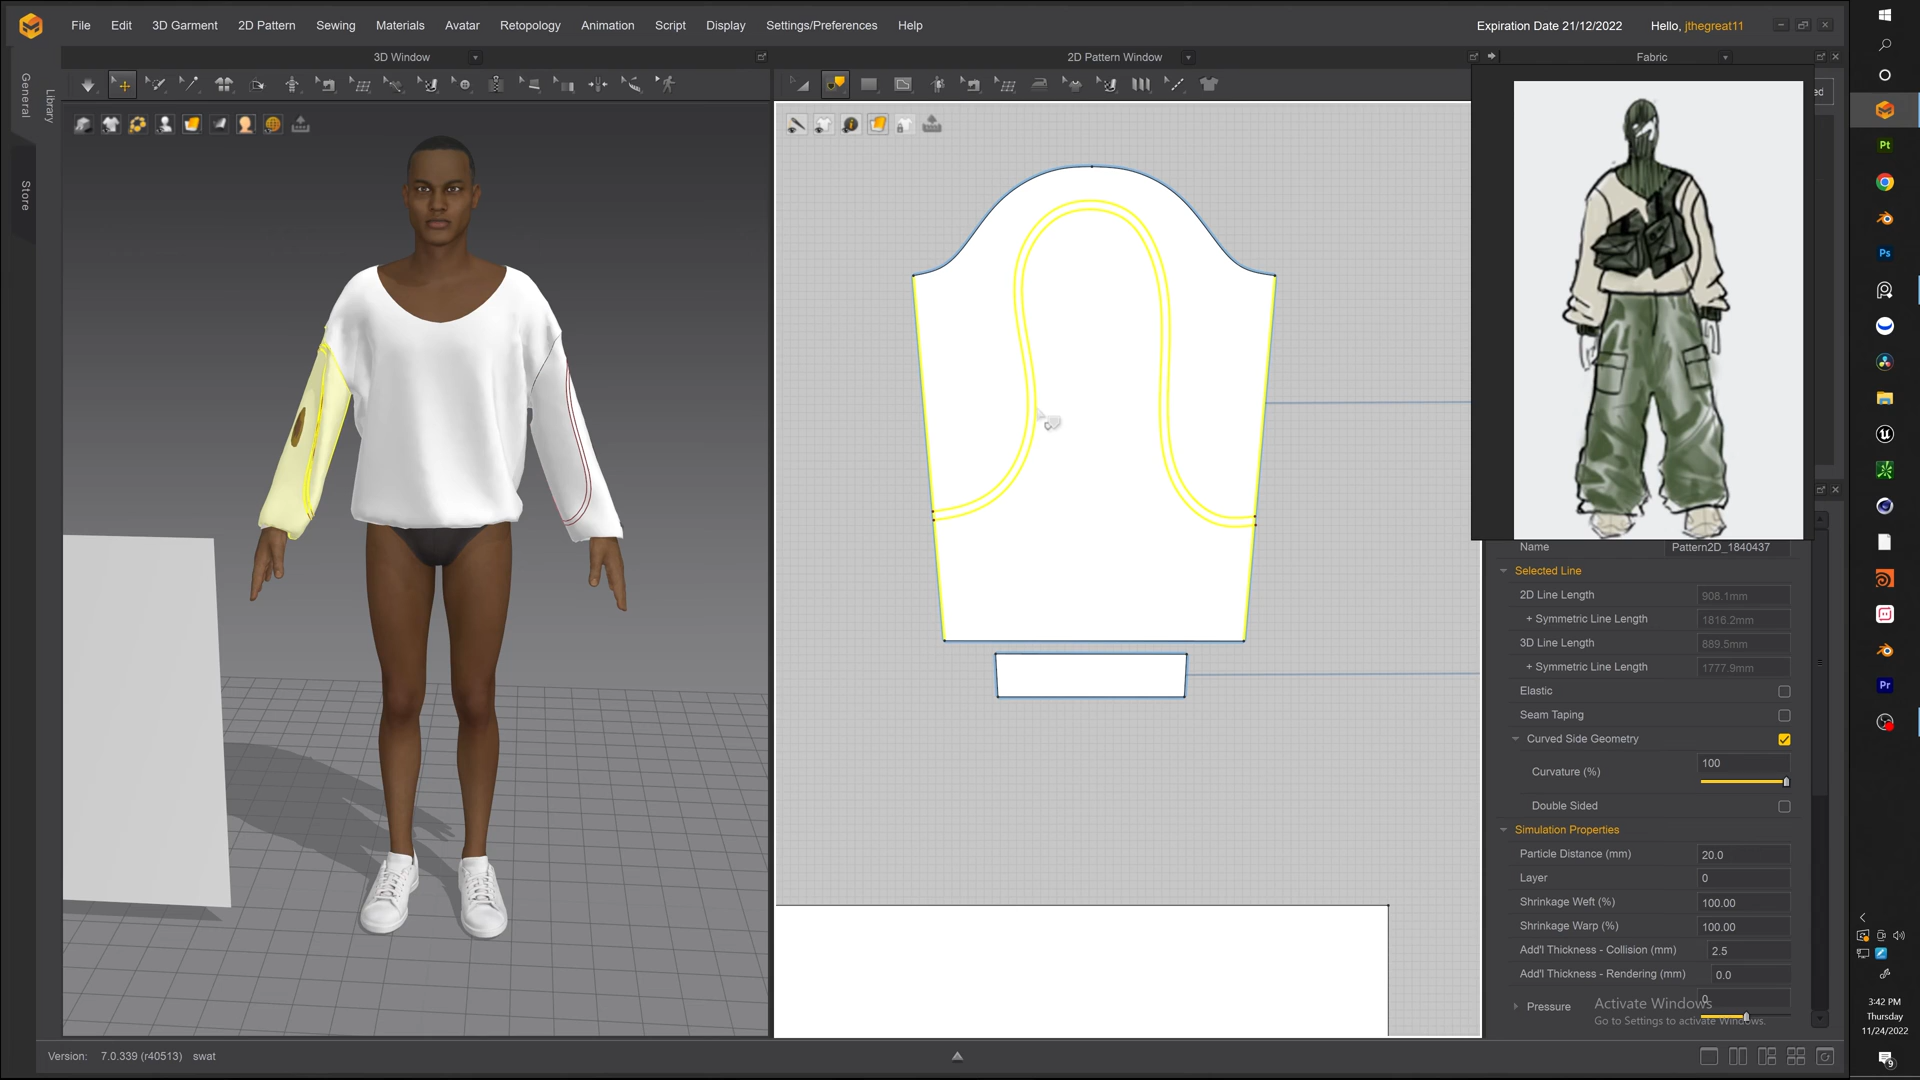 File Edit 3D Garment 2D Pattern Sewing Materials Avatar Retopology Animation Script Display Settings/Preferences Help
Expiration Date 21/12/2022 Hello, jthegreat11
3D Window
2D Pattern Window
Fabric
General
Library
Store
ed
Name Pattern2D_1840437
Selected Line
2D Line Length 908.1mm
+ Symmetric Line Length 1816.2mm
3D Line Length 889.5mm
+ Symmetric Line Length 1777.9mm
Elastic
Seam Taping
Curved Side Geometry
Curvature (%) 100
Double Sided
Simulation Properties
Particle Distance (mm) 20.0
Layer 0
Shrinkage Weft (%) 100.00
Shrinkage Warp (%) 100.00
Add'l Thickness - Collision (mm) 2.5
Add'l Thickness - Rendering (mm) 0.0
Pressure 0
Activate Windows
Go to Settings to activate Windows.
Version: 7.0.339 (r40513) swat
Pt
Ps
Pr
3:42 PM
Thursday
11/24/2022
9